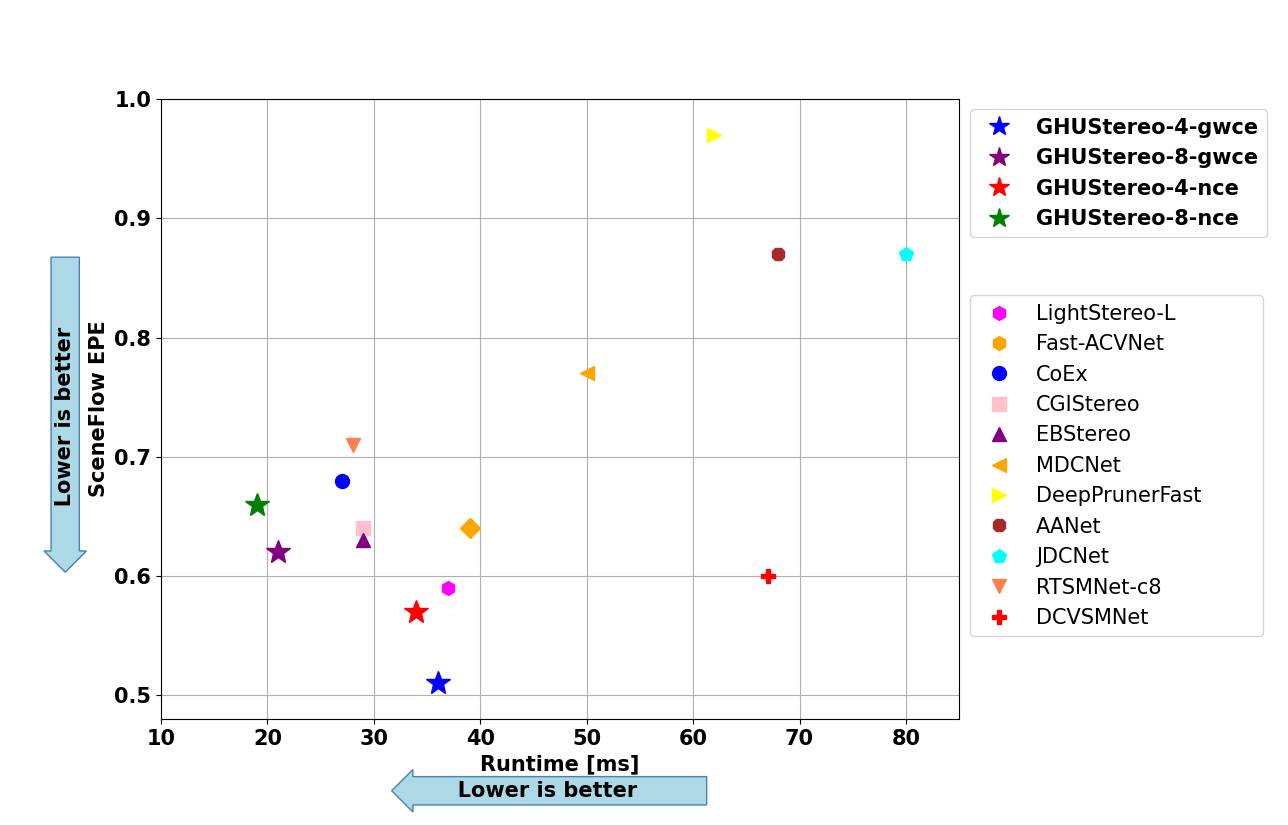 1.0
0.9
0.8
0.7
0.6
0.5
SceneFlow EPE
Lower is better
10 20 30 40 50 60 70 80
Runtime [ms]
Lower is better
GHUStereo-4-gwce
GHUStereo-8-gwce
GHUStereo-4-nce
GHUStereo-8-nce
LightStereo-L
Fast-ACVNet
CoEx
CGIStereo
EBStereo
MDCNet
DeepPrunerFast
AANet
JDCNet
RTSMNet-c8
DCVSMNet